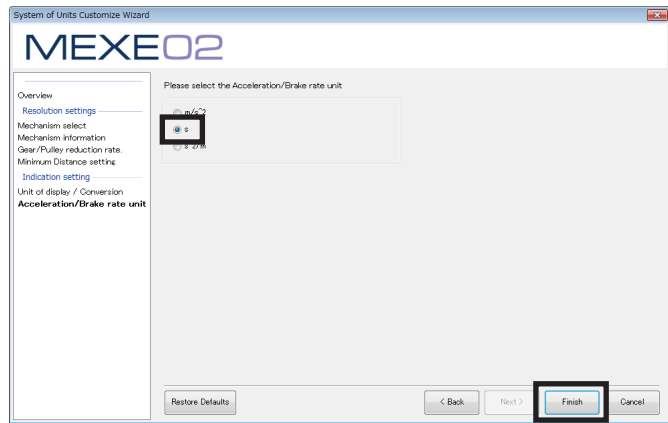 System of Units Customize Wizard
MEXE02
Overview
Resolution settings
Mechanism select
Mechanism information
Gear/Pulley reduction rate.
Minimum Distance setting
Indication setting
Unit of display / Conversion
Acceleration/Brake rate unit
Please select the Acceleration/Brake rate unit
m/s^2
s
s^2/m
Restore Defaults
< Back
Next >
Finish
Cancel